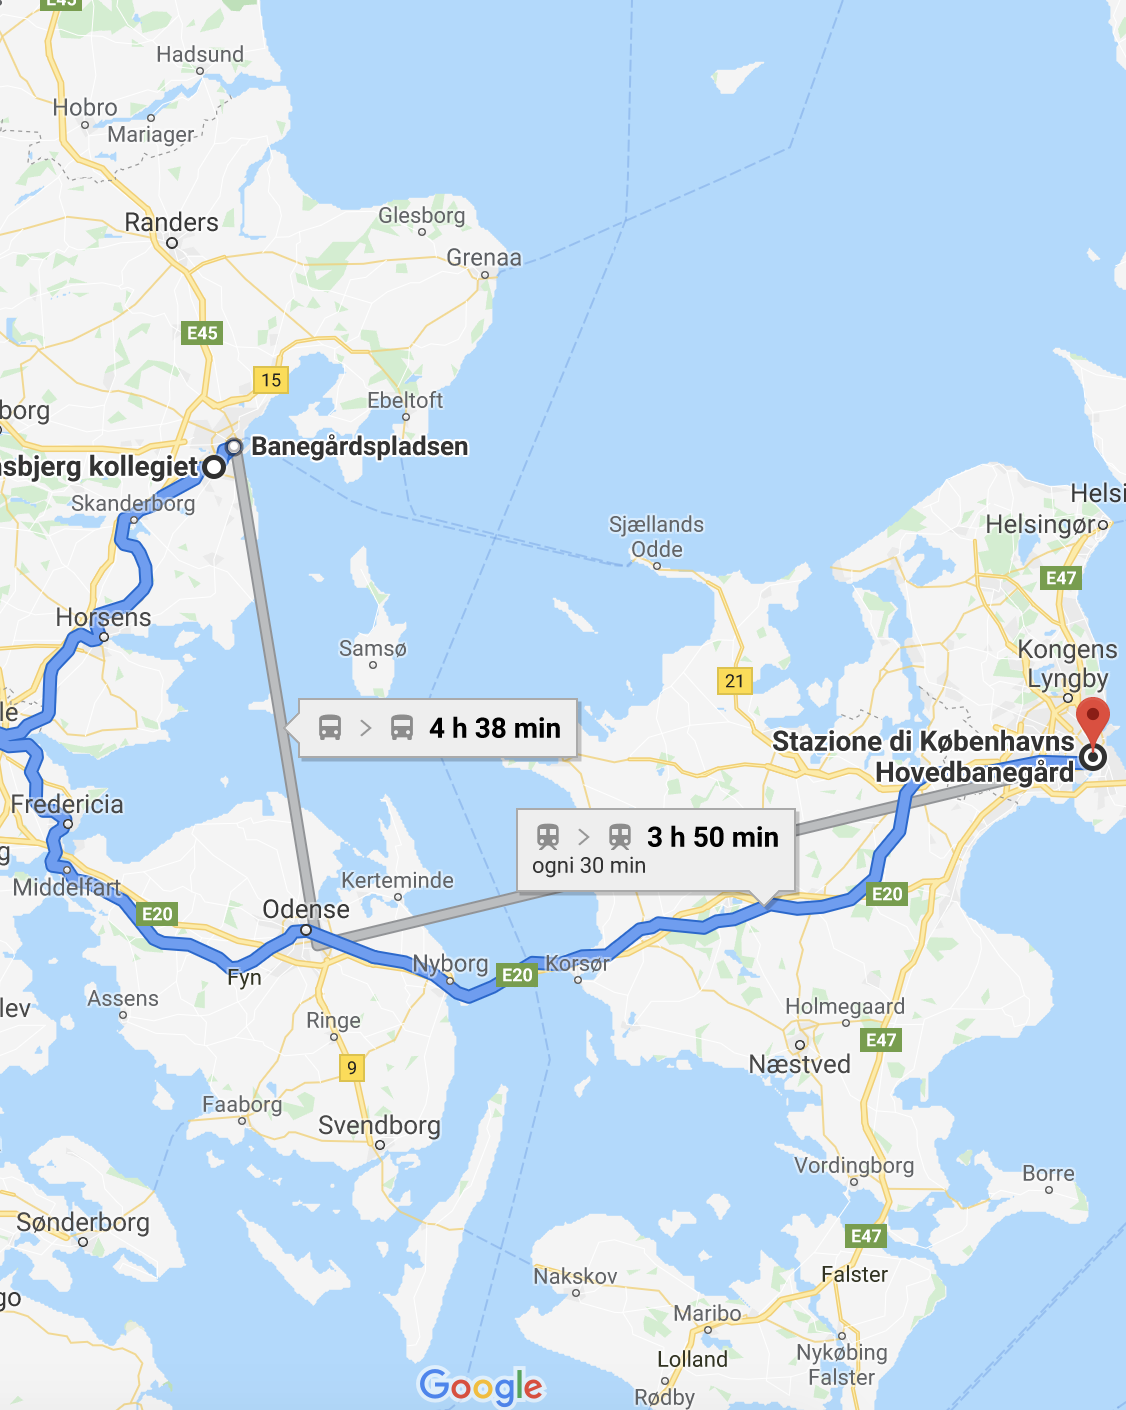 E45
Hadsund
Hobro
Mariager
Randers
Glesborg
Grenaa
E45
15
Ebeltoft
borg
Banegårdspladsen
nsbjerg kollegiet
Skanderborg
Helsi
Sjællands
Odde
Helsingør
E47
Horsens
Samsø
Kongens
Lyngby
21
le
4 h 38 min
Stazione di Københavns
Hovedbanegård
Fredericia
3 h 50 min
ogni 30 min
g
Middelfart
Kerteminde
E20
Odense
E20
Nyborg
E20
Korsør
Fyn
Assens
lev
Ringe
Holmegaard
E47
Næstved
9
Faaborg
Svendborg
Vordingborg
Borre
Sønderborg
E47
Falster
Nakskov
go
Maribo
Lolland
Nykøbing
Falster
Google
Rødby